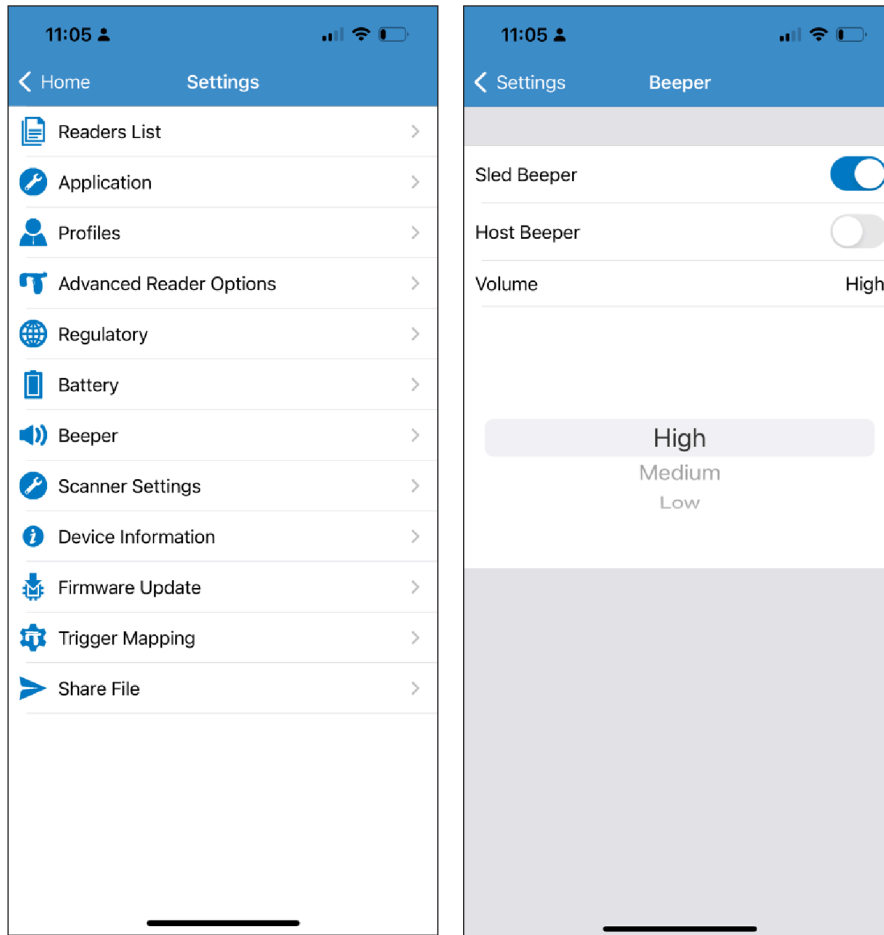 11:05
Home
Settings
Readers List
Application
Profiles
Advanced Reader Options
Regulatory
Battery
Beeper
Scanner Settings
Device Information
Firmware Update
Trigger Mapping
Share File
11:05
Settings
Beeper
Sled Beeper
Host Beeper
Volume High
High
Medium
Low